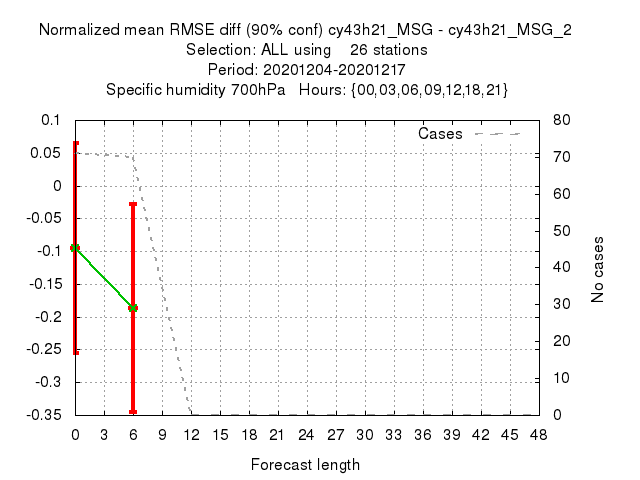 Normalized mean RMSE diff (90% conf) cy43h21_MSG - cy43h21_MSG_2
Selection: ALL using 26 stations
Period: 20201204-20201217
Specific humidity 700hPa Hours: {00,03,06,09,12,18,21}
Cases
0.1
0.05
0
-0.05
-0.1
-0.15
-0.2
-0.25
-0.3
-0.35
80
70
60
50
40
30
20
10
0
No cases
0 3 6 9 12 15 18 21 24 27 30 33 36 39 42 45 48
Forecast length